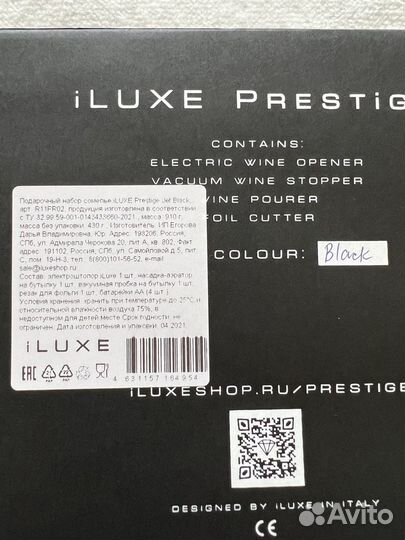 iLUXE PRESTIG
CONTAINS:
ELECTRIC WINE OPENER
VACUUM WINE STOPPER
WINE POURER
FOIL CUTTER
COLOUR: Black
Подарочный набор сомелье iLUXE Prestige Jet Black,
арт. R11PR02, продукция изготовлена в соответствии
с ТУ 32.99.59-001-0143433660-2021, масса: 910 г,
масса без упаковки: 430 г., Изготовитель: ИП Егорова
Дарья Владимировна, Юр. Адрес: 198206, Россия,
СПб, ул. Адмирала Черокова 20, лит А, кв. 802, Факт
адрес: 191102, Россия, СПб, ул. Самойловой д.5, лит.
С, пом. 19-Н-3, тел. 8(800)101-56-52, e-mail
sale@iluxeshop.ru
Состав: электроштопор iLuxe 1 шт, насадка-аэратор
на бутылку 1 шт, вакуумная пробка на бутылку 1 шт,
резак для фольги 1 шт, батарейки АА (4 шт.)
Условия хранения: хранить при температуре до 25°С и
относительной влажности воздуха 75%, в
недоступном для детей месте Срок годности: не
ограничен. Дата изготовления и упаковки: 04.2021.
iLUXE
EAC
4 631157 164954
ILUXESHOP.RU/PRESTIGE
DESIGNED BY iLUXE IN ITALY
CE
Avito